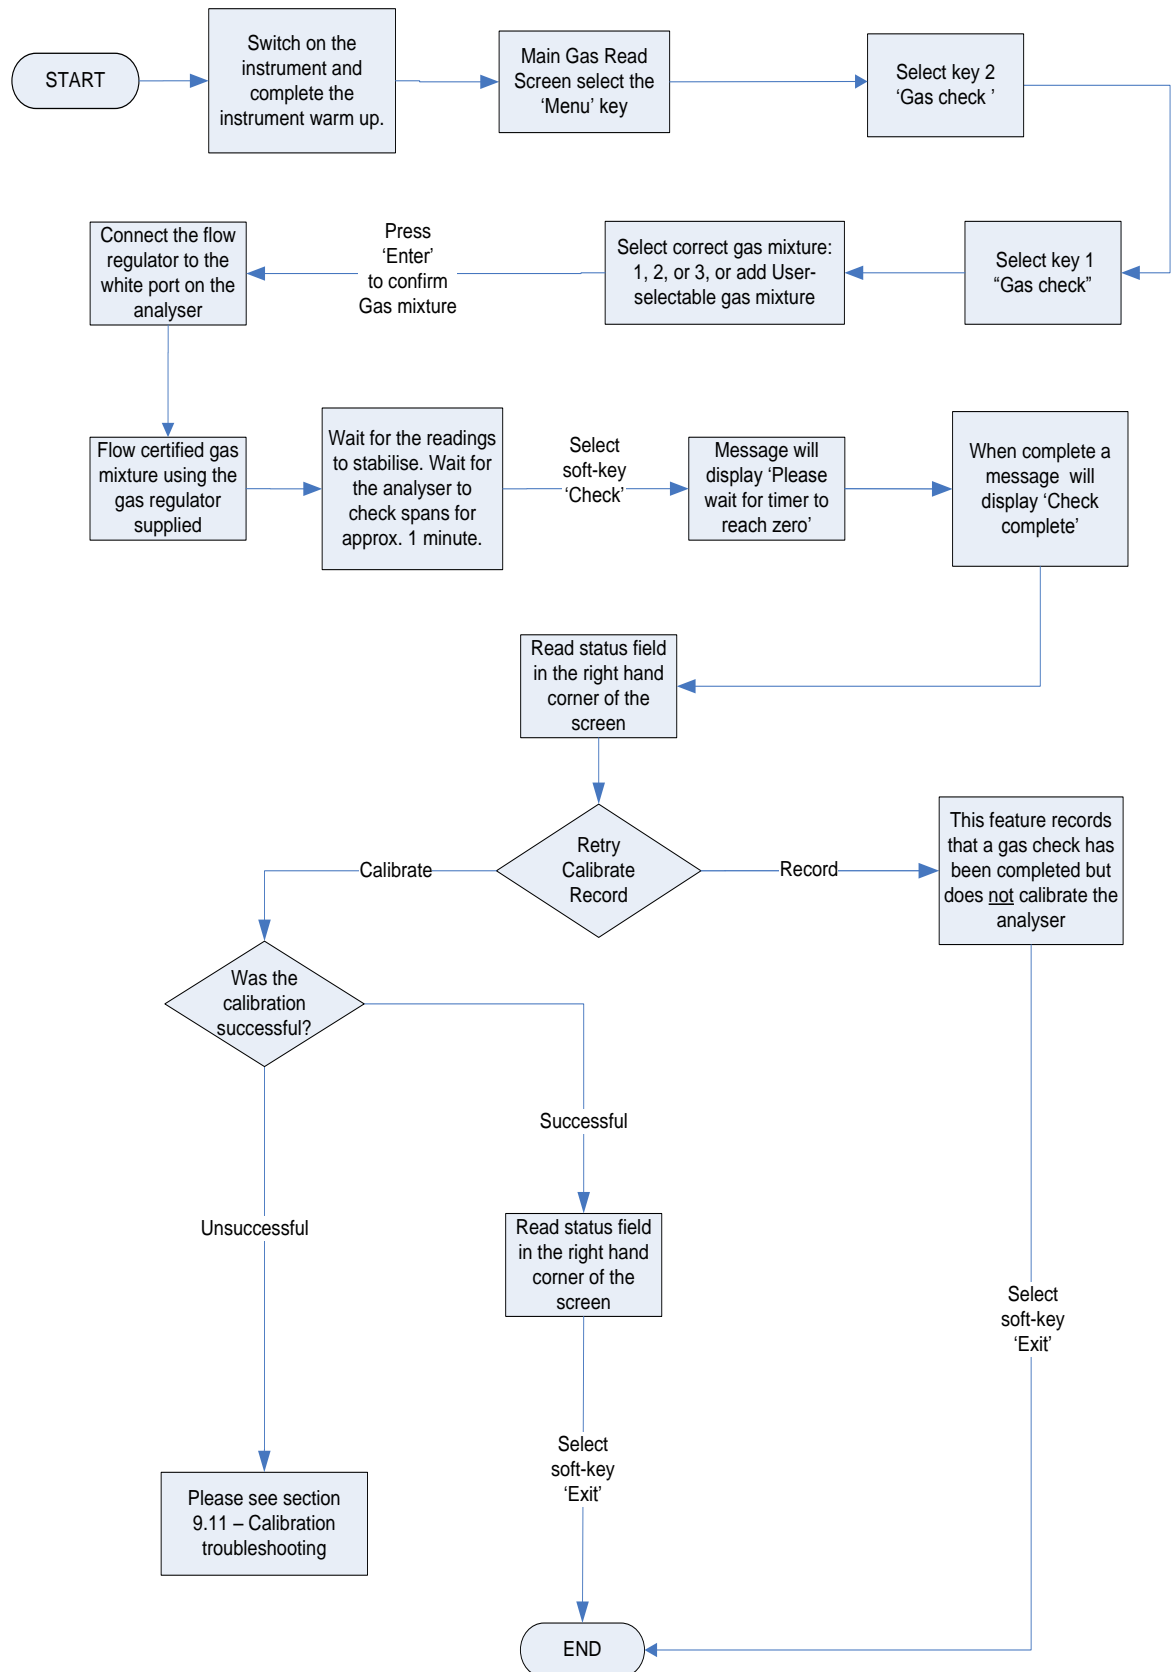 START
Switch on the
instrument and
complete the
instrument warm up.
Main Gas Read
Screen select the
‘Menu’ key
Select key 2
‘Gas check ’
Select key 1
“Gas check”
Select correct gas mixture:
1, 2, or 3, or add User-
selectable gas mixture
Press
‘Enter’
to confirm
Gas mixture
Connect the flow
regulator to the
white port on the
analyser
Flow certified gas
mixture using the
gas regulator
supplied
Wait for the readings
to stabilise. Wait for
the analyser to
check spans for
approx. 1 minute.
Select
soft-key
‘Check’
Message will
display ‘Please
wait for timer to
reach zero’
When complete a
message  will
display ‘Check
complete’
Read status field
in the right hand
corner of the
screen
Retry
Calibrate
Record
Calibrate
Record
This feature records
that a gas check has
been completed but
does not calibrate the
analyser
Was the
calibration
successful?
Successful
Unsuccessful
Read status field
in the right hand
corner of the
screen
Select
soft-key
‘Exit’
Select
soft-key
‘Exit’
Please see section
9.11 – Calibration
troubleshooting
END